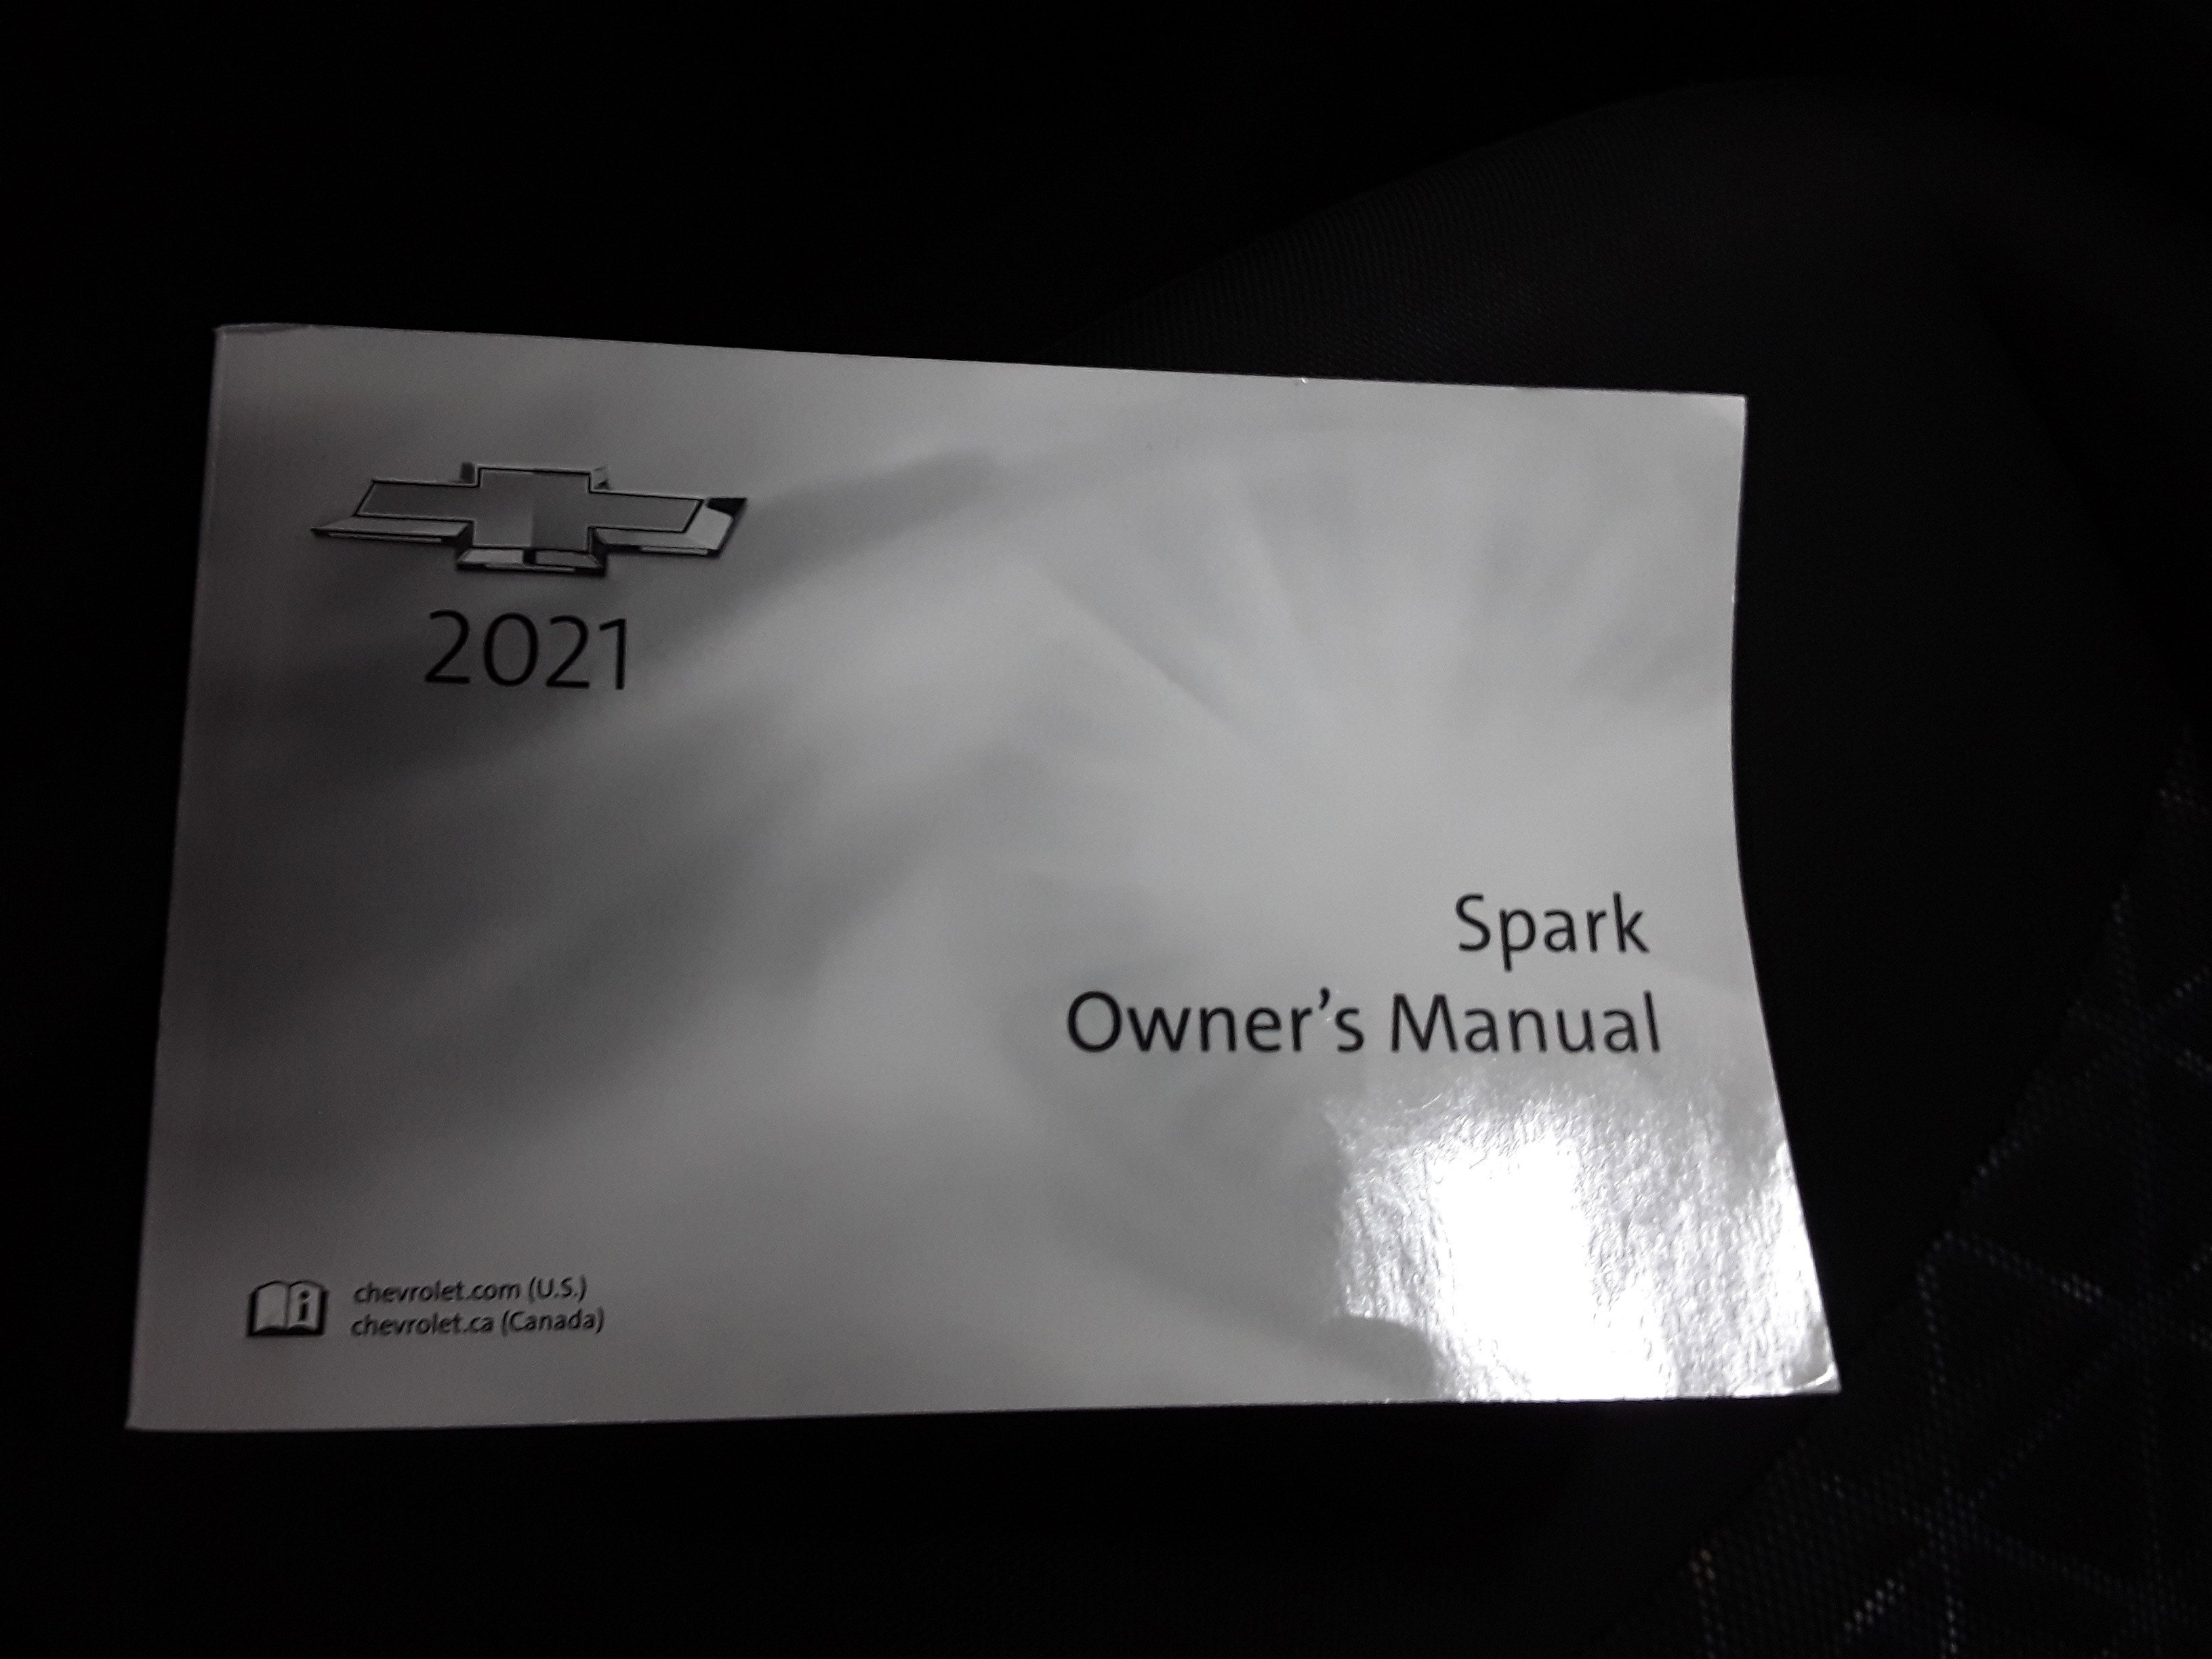 2021
Spark
Owner's Manual
chevrolet.com (U.S.)
chevrolet.ca (Canada)